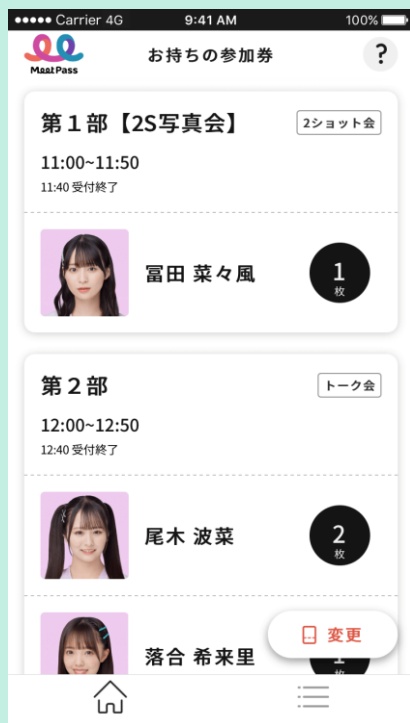 Carrier 4G 9:41 AM 100%
Meet Pass
お持ちの参加券
?
第1部【2S写真会】
2ショット会
11:00~11:50
11:40 受付終了
冨田 菜々風
1
枚
第2部
トーク会
12:00~12:50
12:40 受付終了
尾木 波菜
2
枚
落合 希来里
変更